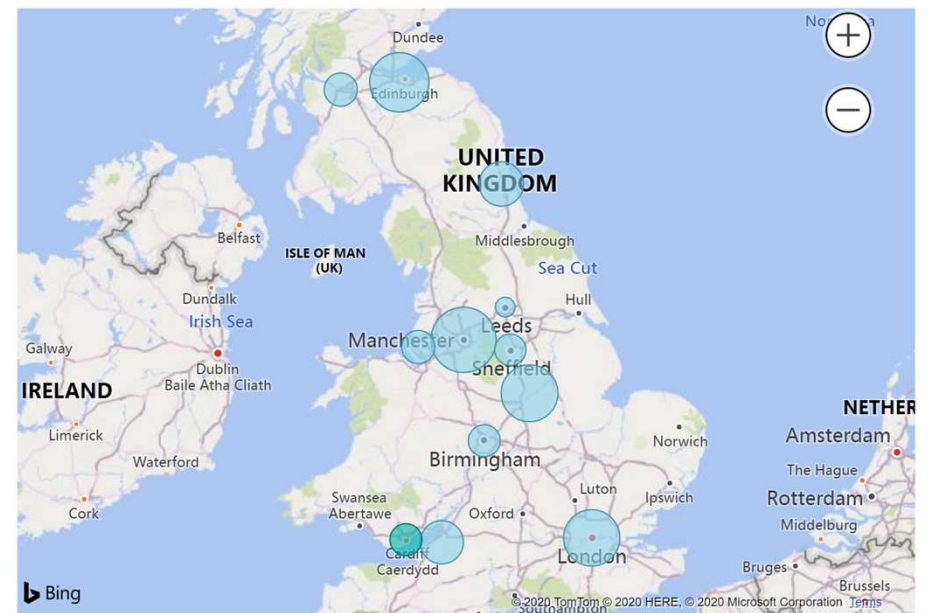 Dundee
+
Edinburgh
−
UNITED
KINGDOM
Belfast
Middlesbrough
ISLE OF MAN
(UK)
Sea Cut
Dundalk
Hull
Irish Sea
Leeds
Manchester
Galway
Sheffield
Dublin
Baile Atha Cliath
IRELAND
NETHER
Limerick
Amsterdam
Norwich
Birmingham
Waterford
The Hague
Luton
Ipswich
Swansea
Abertawe
Rotterdam
Cork
Oxford
Middelburg
Cardiff
Caerdydd
London
Bruges
Brussels
Bing
Southampton
© 2020 TomTom © 2020 HERE, © 2020 Microsoft Corporation Terms